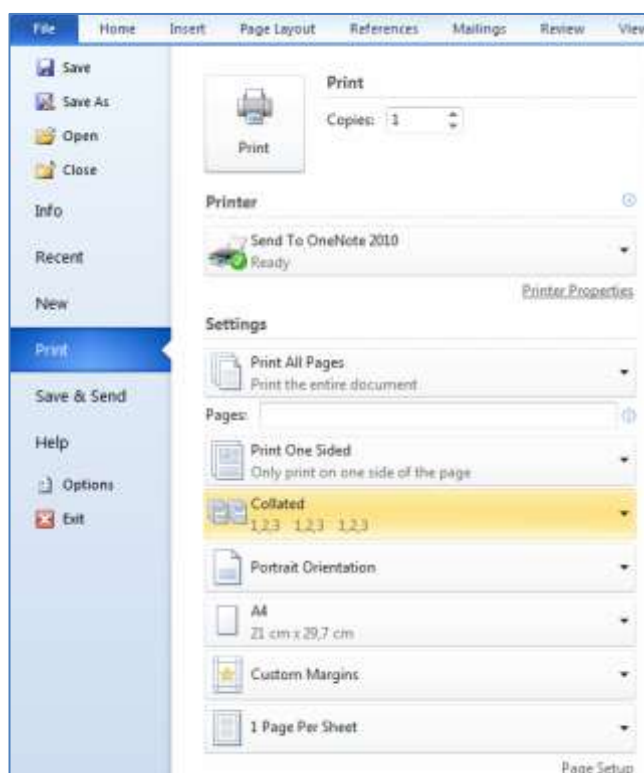 File Home Insert Page Layout References Mailings Review View
Save
Save As
Open
Close
Info
Recent
New
Print
Save & Send
Help
Options
Exit
Print
Print
Copies: 1
Printer
Send To OneNote 2010
Ready
Printer Properties
Settings
Print All Pages
Print the entire document
Pages:
Print One Sided
Only print on one side of the page
Collated
1,2,3 1,2,3 1,2,3
Portrait Orientation
A4
21 cm x 29,7 cm
Custom Margins
1 Page Per Sheet
Page Setup